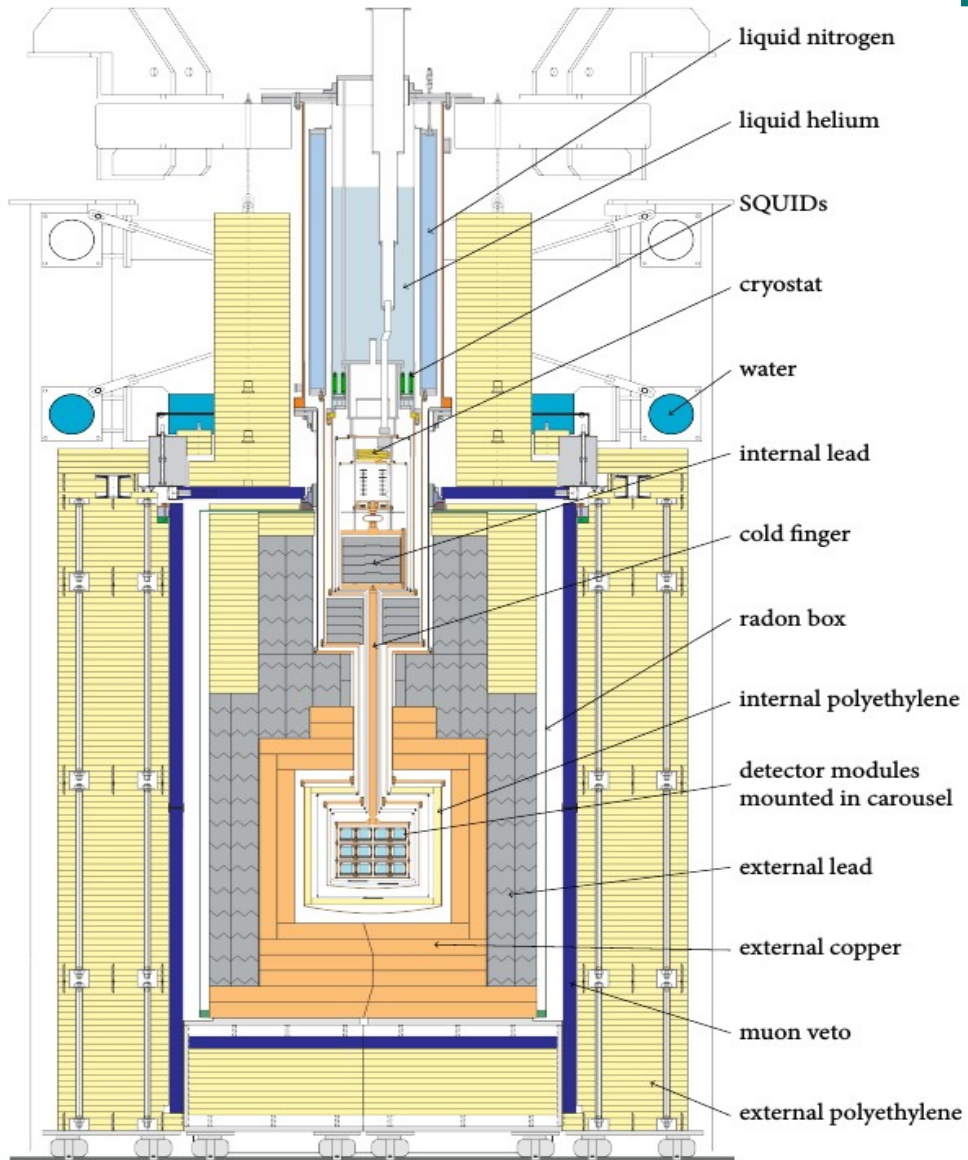 liquid nitrogen
liquid helium
SQUIDs
cryostat
water
internal lead
cold finger
radon box
internal polyethylene
detector modules
mounted in carousel
external lead
external copper
muon veto
external polyethylene